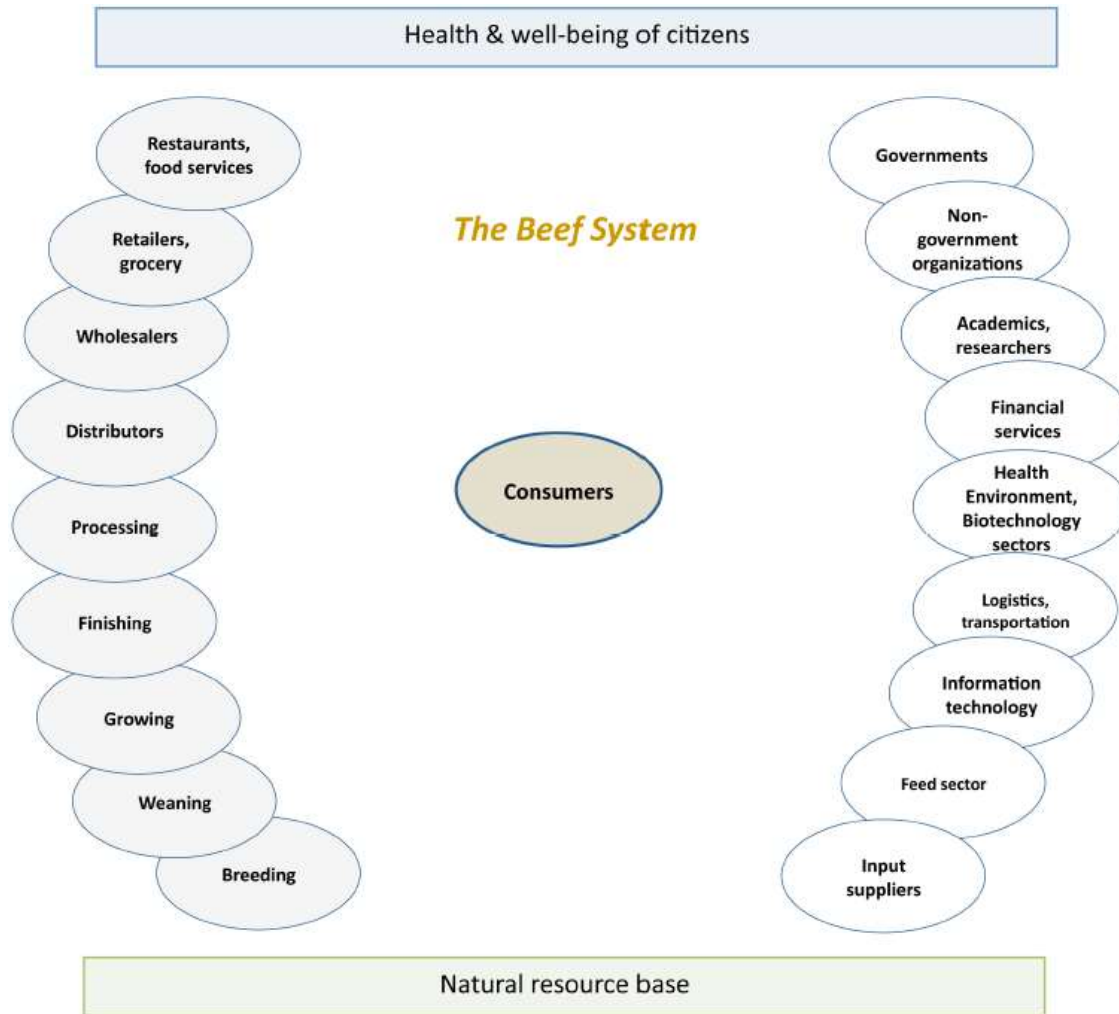 Health & well-being of citizens
Restaurants,
food services
Retailers,
grocery
Wholesalers
Distributors
Processing
Finishing
Growing
Weaning
Breeding
The Beef System
Consumers
Governments
Non-
government
organizations
Academics,
researchers
Financial
services
Health
Environment,
Biotechnology
sectors
Logistics,
transportation
Information
technology
Feed sector
Input
suppliers
Natural resource base